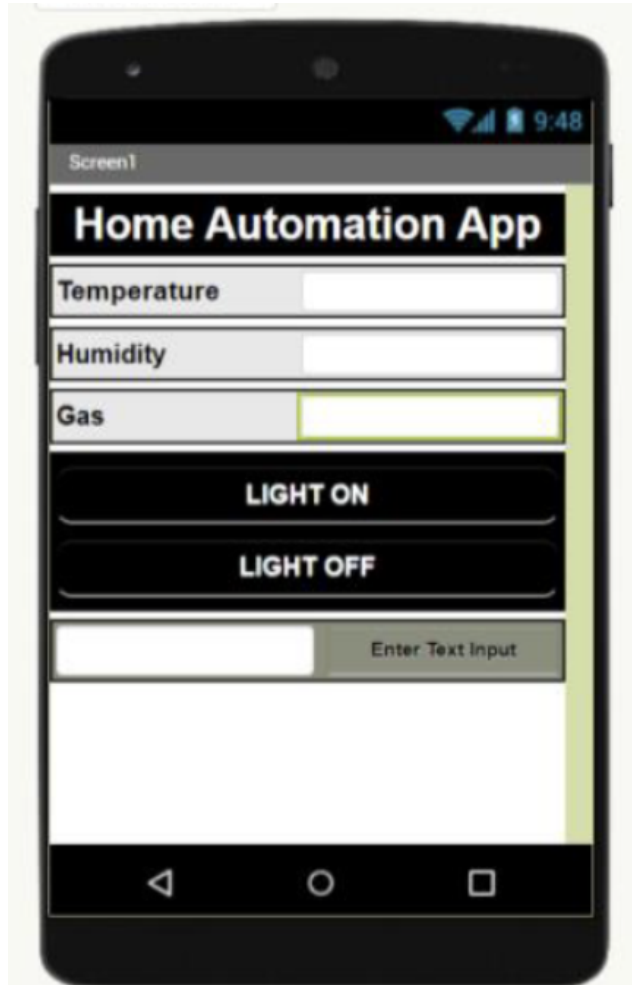 9:48
Screen1
Home Automation App
Temperature
Humidity
Gas
LIGHT ON
LIGHT OFF
Enter Text Input